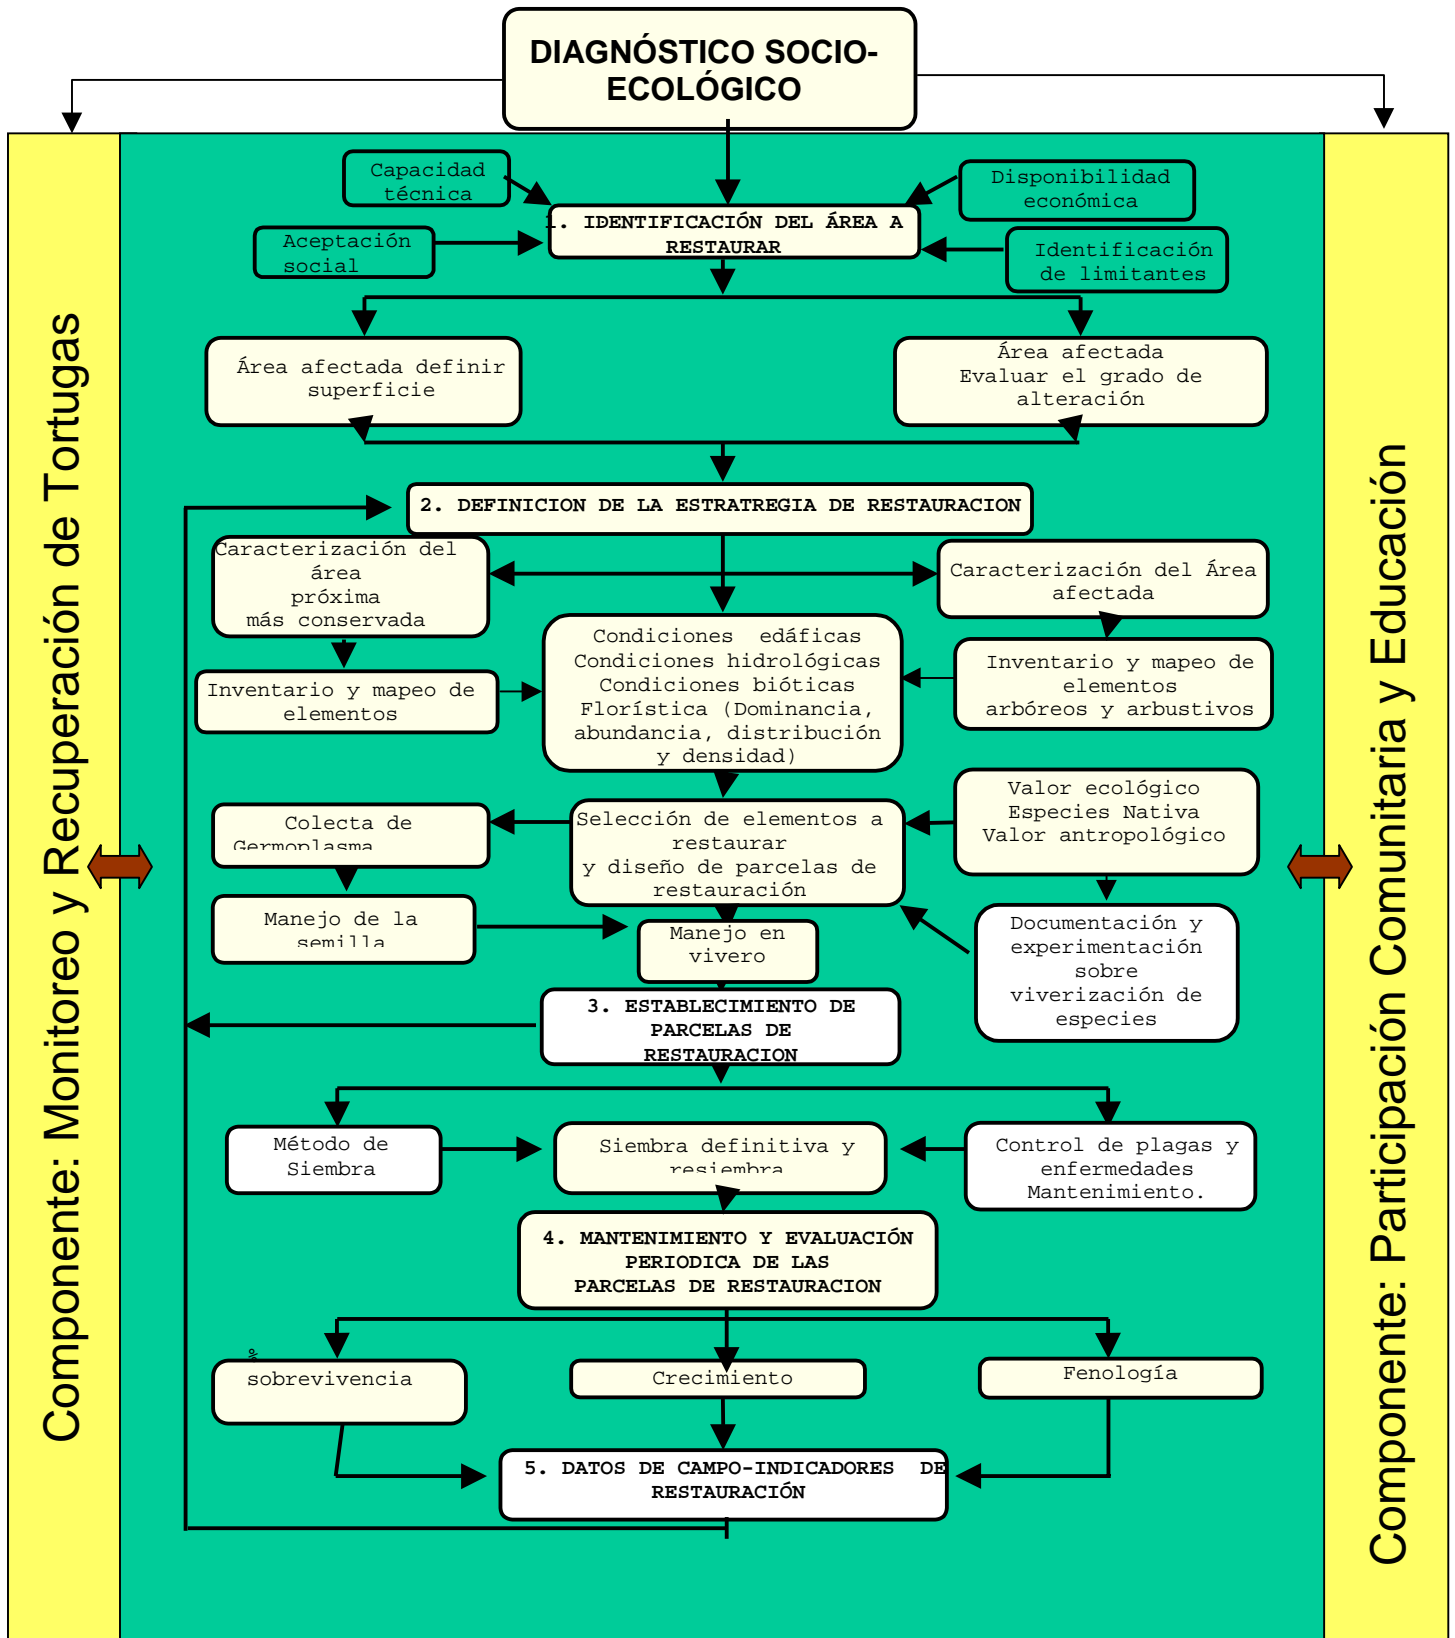 DIAGNÓSTICO SOCIO-
ECOLÓGICO
Componente: Monitoreo y Recuperación de Tortugas
Componente: Participación Comunitaria y Educación
Capacidad
técnica
Disponibilidad
económica
1. IDENTIFICACIÓN DEL ÁREA A
RESTAURAR
Aceptación
social
Identificación
de limitantes
Área afectada definir
superficie
Área afectada
Evaluar el grado de
alteración
2. DEFINICION DE LA ESTRATREGIA DE RESTAURACION
Caracterización del
área
próxima
más conservada
Caracterización del Área
afectada
Condiciones edáficas
Condiciones hidrológicas
Condiciones bióticas
Florística (Dominancia,
abundancia, distribución
y densidad)
Inventario y mapeo de
elementos
Inventario y mapeo de
elementos
arbóreos y arbustivos
Colecta de
Germoplasma
Selección de elementos a
restaurar
y diseño de parcelas de
restauración
Valor ecológico
Especies Nativa
Valor antropológico
Manejo de la
semilla
Manejo en
vivero
Documentación y
experimentación
sobre
viverización de
especies
3. ESTABLECIMIENTO DE
PARCELAS DE
RESTAURACION
Método de
Siembra
Siembra definitiva y
resiembra
Control de plagas y
enfermedades
Mantenimiento.
4. MANTENIMIENTO Y EVALUACIÓN
PERIODICA DE LAS
PARCELAS DE RESTAURACION
%
sobrevivencia
Crecimiento
Fenología
5. DATOS DE CAMPO-INDICADORES DE
RESTAURACIÓN